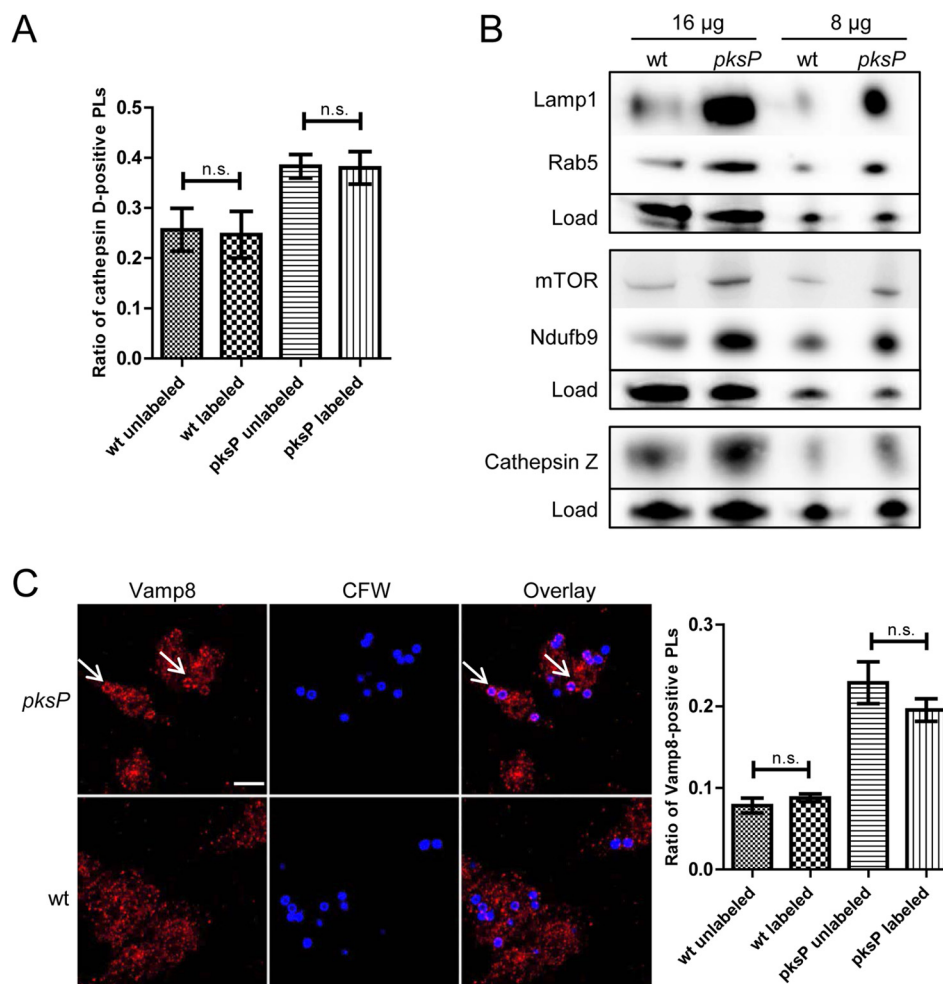 A
Ratio of cathepsin D-positive PLs
0.5
0.4
0.3
0.2
0.1
0.0
n.s.
n.s.
wt unlabeled
wt labeled
pksP unlabeled
pksP labeled
B
16 µg 8 µg
wt pksP wt pksP
Lamp1
Rab5
Load
mTOR
Ndufb9
Load
Cathepsin Z
Load
C
Vamp8 CFW Overlay
pksP
wt
Ratio of Vamp8-positive PLs
0.3
0.2
0.1
0.0
n.s.
n.s.
wt unlabeled
wt labeled
pksP unlabeled
pksP labeled